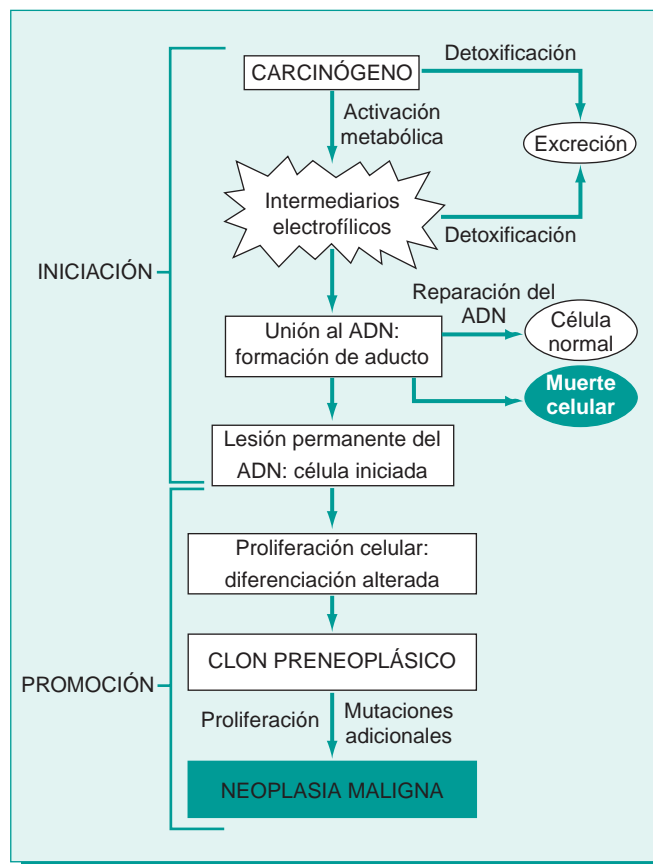 CARCINÓGENO
Detoxificación
Activación
metabólica
Excreción
Intermediarios
electrofílicos
Detoxificación
INICIACIÓN
Reparación del
ADN
Unión al ADN:
formación de aducto
Célula
normal
Muerte
celular
Lesión permanente del
ADN: célula iniciada
Proliferación celular:
diferenciación alterada
CLON PRENEOPLÁSICO
PROMOCIÓN
Proliferación
Mutaciones
adicionales
NEOPLASIA MALIGNA